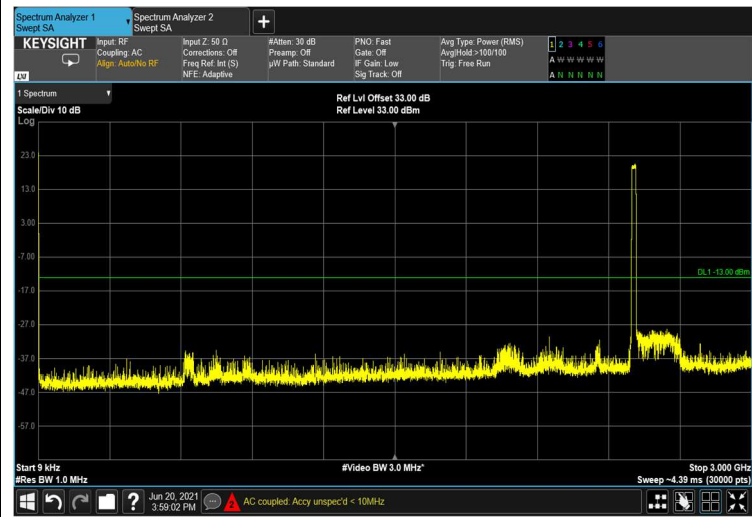 Spectrum Analyzer 1
Swept SA
Spectrum Analyzer 2
Swept SA
+
KEYSIGHT
LXI
Input: RF
Coupling: AC
Align: Auto/No RF
Input Z: 50 Ω
Corrections: Off
Freq Ref: Int (S)
NFE: Adaptive
#Atten: 30 dB
Preamp: Off
µW Path: Standard
PNO: Fast
Gate: Off
IF Gain: Low
Sig Track: Off
Avg Type: Power (RMS)
Avg|Hold:>100/100
Trig: Free Run
1 2 3 4 5 6
A W W W W W
A N N N N N
1 Spectrum
Scale/Div 10 dB
Log
Ref Lvl Offset 33.00 dB
Ref Level 33.00 dBm
23.0
13.0
3.00
-7.00
DL1 -13.00 dBm
-17.0
-27.0
-37.0
-47.0
-57.0
Start 9 kHz
#Video BW 3.0 MHz*
Stop 3.000 GHz
#Res BW 1.0 MHz
Sweep ~4.39 ms (30000 pts)
?
Jun 20, 2021
3:59:02 PM
AC coupled: Accy unspec'd < 10MHz